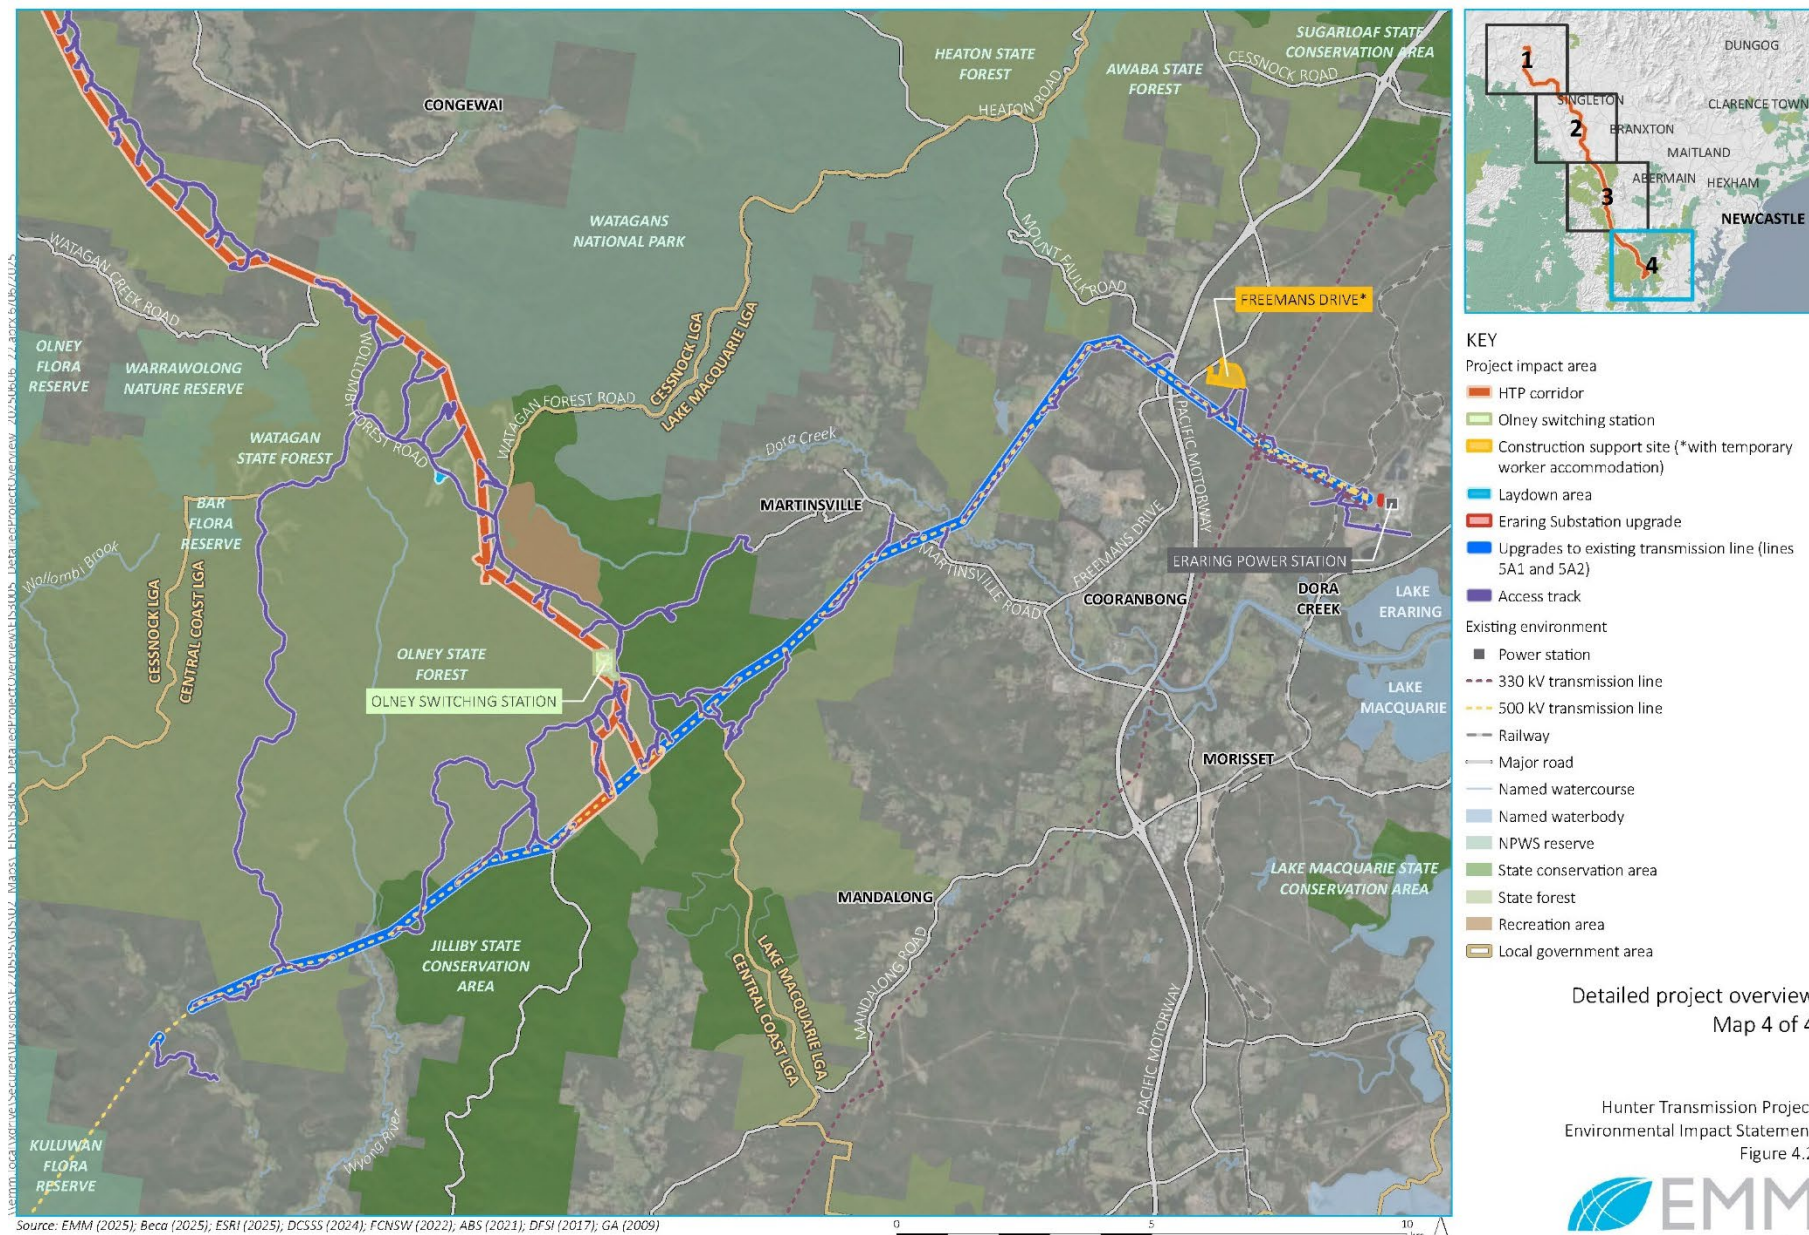 HEATON STATE
FOREST
AWABA STATE
FOREST
SUGARLOAF STATE
CONSERVATION AREA
CESSNOCK ROAD
CONGEWAI
HEATON ROAD
WATAGANS
NATIONAL PARK
MOUNT FAULK ROAD
WATAGAN CREEK ROAD
FREEMANS DRIVE*
OLNEY
FLORA
RESERVE
WARRAWOLONG
NATURE RESERVE
WOLLOMBI FOREST ROAD
CESSNOCK LGA
LAKE MACQUARIE LGA
WATAGAN FOREST ROAD
WATAGAN
STATE FOREST
Dora Creek
PACIFIC MOTORWAY
BAR
FLORA
RESERVE
MARTINSVILLE
Wollombi Brook
MARTINSVILLE ROAD
FREEMANS DRIVE
ERARING POWER STATION
COORANBONG
DORA
CREEK
LAKE
ERARING
CESSNOCK LGA
CENTRAL COAST LGA
OLNEY STATE
FOREST
OLNEY SWITCHING STATION
LAKE
MACQUARIE
MORISSET
LAKE MACQUARIE STATE
CONSERVATION AREA
MANDALONG
JILLIBY STATE
CONSERVATION
AREA
LAKE MACQUARIE LGA
CENTRAL COAST LGA
MANDALONG ROAD
PACIFIC MOTORWAY
Wyong River
KULUWAN
FLORA
RESERVE
Source: EMM (2025); Beca (2025); ESRI (2025); DCSSS (2024); FCNSW (2022); ABS (2021); DFSI (2017); GA (2009)
0 5 10
km
1
2
3
4
DUNGOG
SINGLETON
CLARENCE TOWN
BRANXTON
MAITLAND
ABERMAIN
HEXHAM
NEWCASTLE
KEY
Project impact area
HTP corridor
Olney switching station
Construction support site (*with temporary
worker accommodation)
Laydown area
Eraring Substation upgrade
Upgrades to existing transmission line (lines
5A1 and 5A2)
Access track
Existing environment
Power station
330 kV transmission line
500 kV transmission line
Railway
Major road
Named watercourse
Named waterbody
NPWS reserve
State conservation area
State forest
Recreation area
Local government area
Detailed project overview
Map 4 of 4
Hunter Transmission Project
Environmental Impact Statement
Figure 4.2
EMM